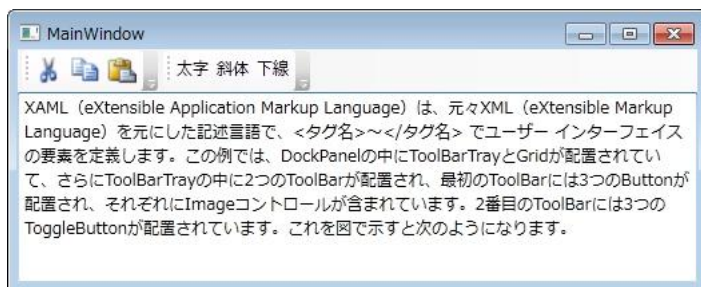 MainWindow
太字 斜体 下線
XAML（eXtensible Application Markup Language）は、元々XML（eXtensible Markup
Language）を元にした記述言語で、<タグ名>～</タグ名> でユーザー インターフェイス
の要素を定義します。この例では、DockPanelの中にToolBarTrayとGridが配置されてい
て、さらにToolBarTrayの中に2つのToolBarが配置され、最初のToolBarには3つのButtonが
配置され、それぞれにImageコントロールが含まれています。2番目のToolBarには3つの
ToggleButtonが配置されています。これを図で示すと次のようになります。